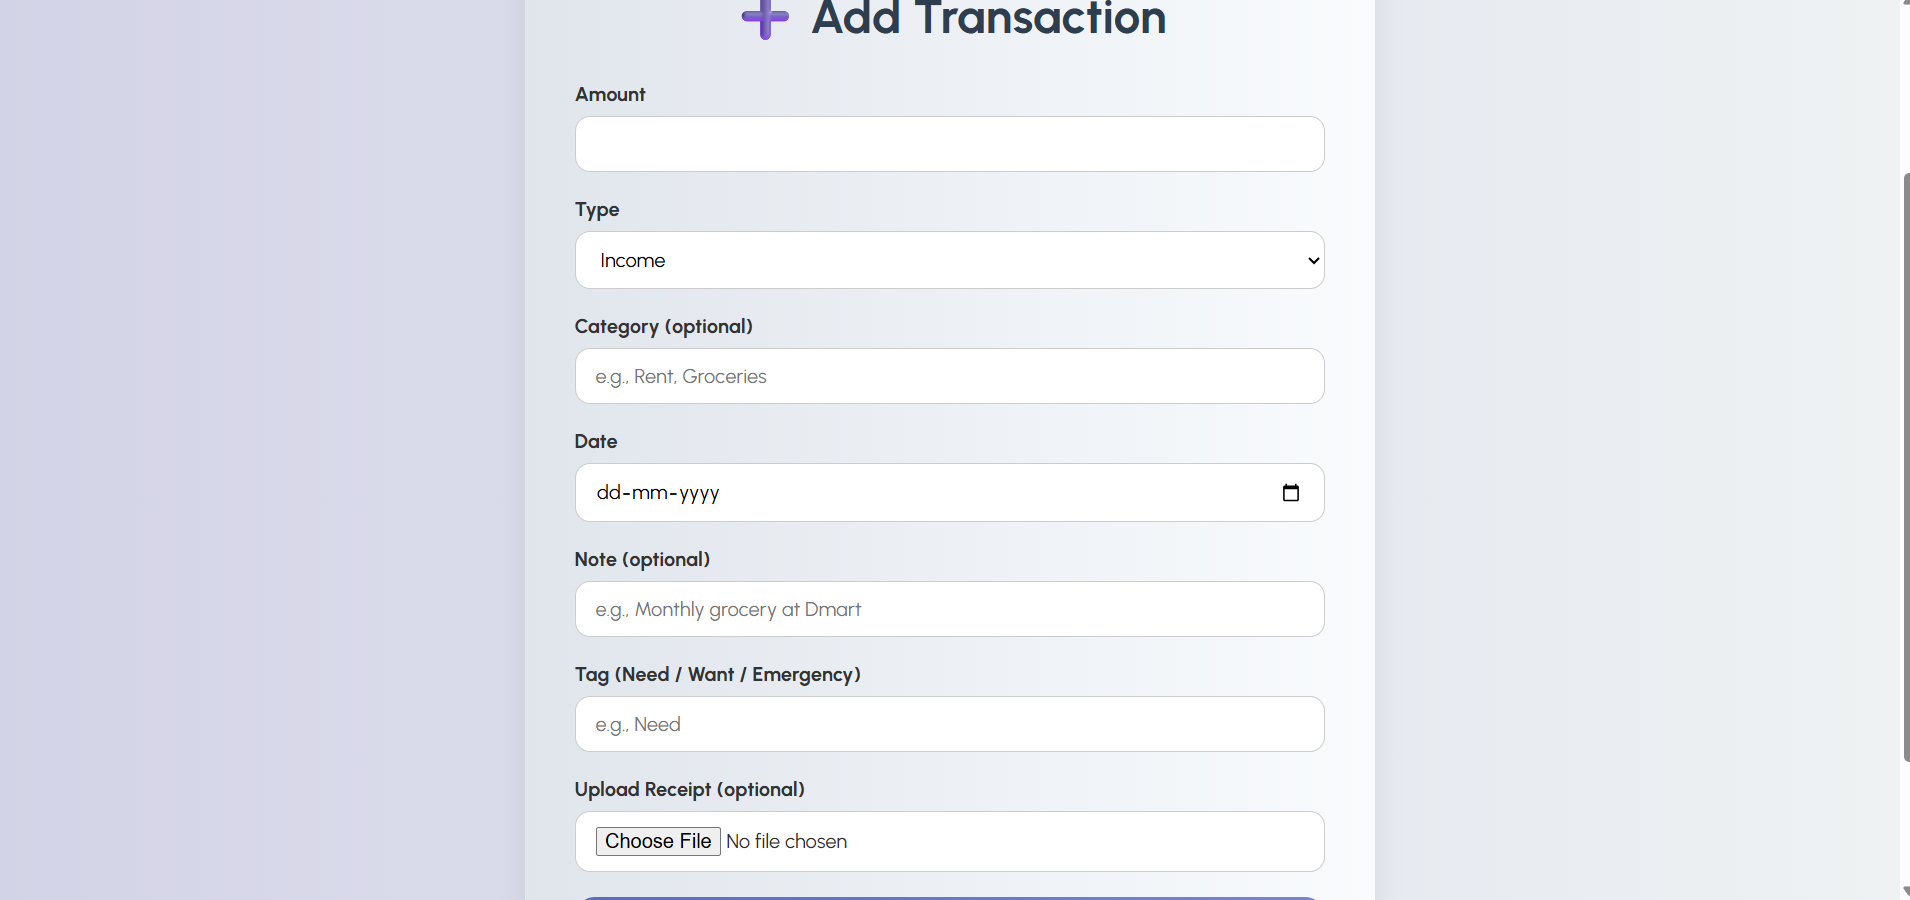 Add Transaction
Amount
Type
Income
Category (optional)
e.g., Rent, Groceries
Date
dd-mm-yyyy
Note (optional)
e.g., Monthly grocery at Dmart
Tag (Need / Want / Emergency)
e.g., Need
Upload Receipt (optional)
Choose File No file chosen